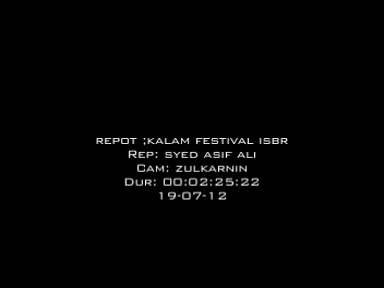 REPOT ;KALAM FESTIVAL ISBR
REP: SYED ASIF ALI
CAM: ZULKARNIN
DUR: 00:02:25:22
19-07-12